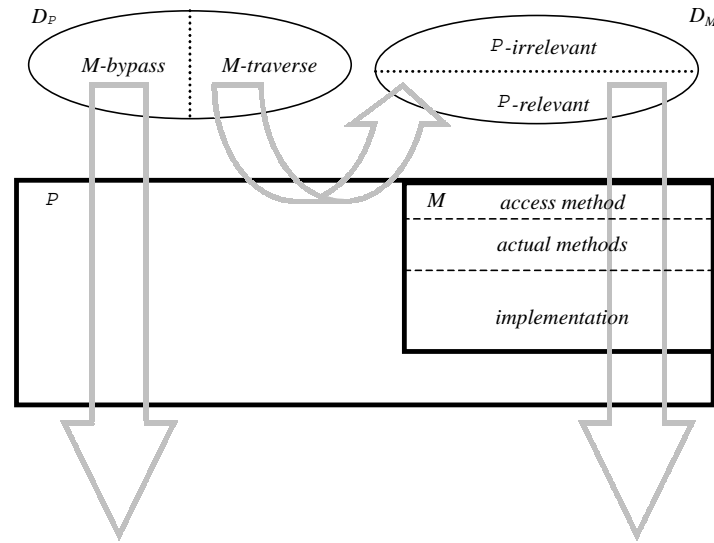 D_P
D_M
M-bypass
M-traverse
P-irrelevant
P-relevant
P
M
access method
actual methods
implementation